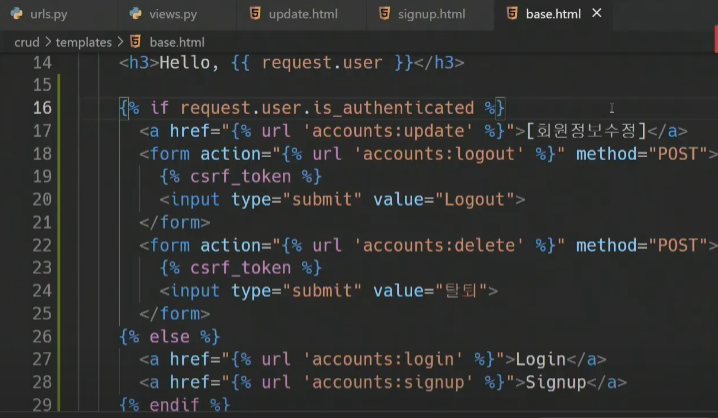 urls.py views.py update.html signup.html base.html
crud > templates > base.html
14 <h3>Hello, {{ request.user }}</h3>
15
16 {% if request.user.is_authenticated %}
17 <a href="{% url 'accounts:update' %}">[회원정보수정]</a>
18 <form action="{% url 'accounts:logout' %}" method="POST">
19 {% csrf_token %}
20 <input type="submit" value="Logout">
21 </form>
22 <form action="{% url 'accounts:delete' %}" method="POST">
23 {% csrf_token %}
24 <input type="submit" value="탈퇴">
25 </form>
26 {% else %}
27 <a href="{% url 'accounts:login' %}">Login</a>
28 <a href="{% url 'accounts:signup' %}">Signup</a>
29 {% endif %}